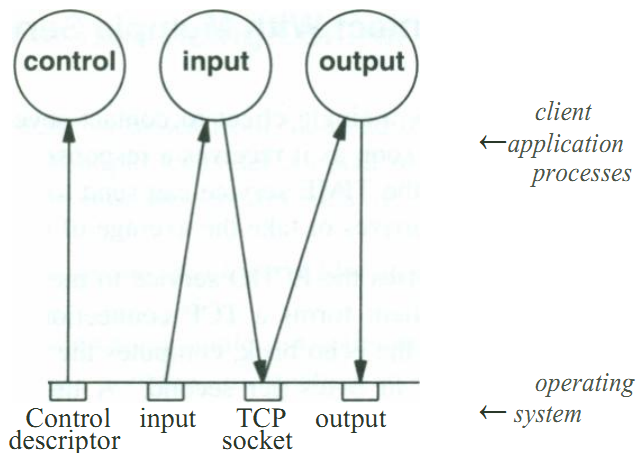 control
input
output
client
←application
processes
operating
← system
Control
descriptor
input
TCP
socket
output